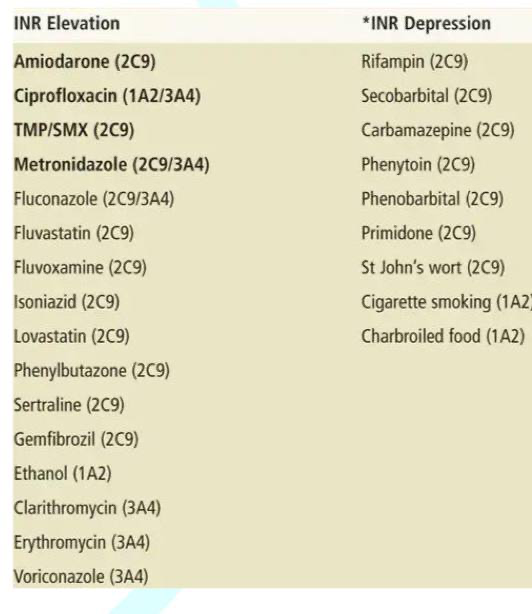 INR Elevation *INR Depression
Amiodarone (2C9) Rifampin (2C9)
Ciprofloxacin (1A2/3A4) Secobarbital (2C9)
TMP/SMX (2C9) Carbamazepine (2C9)
Metronidazole (2C9/3A4) Phenytoin (2C9)
Fluconazole (2C9/3A4) Phenobarbital (2C9)
Fluvastatin (2C9) Primidone (2C9)
Fluvoxamine (2C9) St John's wort (2C9)
Isoniazid (2C9) Cigarette smoking (1A2)
Lovastatin (2C9) Charbroiled food (1A2)
Phenylbutazone (2C9)
Sertraline (2C9)
Gemfibrozil (2C9)
Ethanol (1A2)
Clarithromycin (3A4)
Erythromycin (3A4)
Voriconazole (3A4)